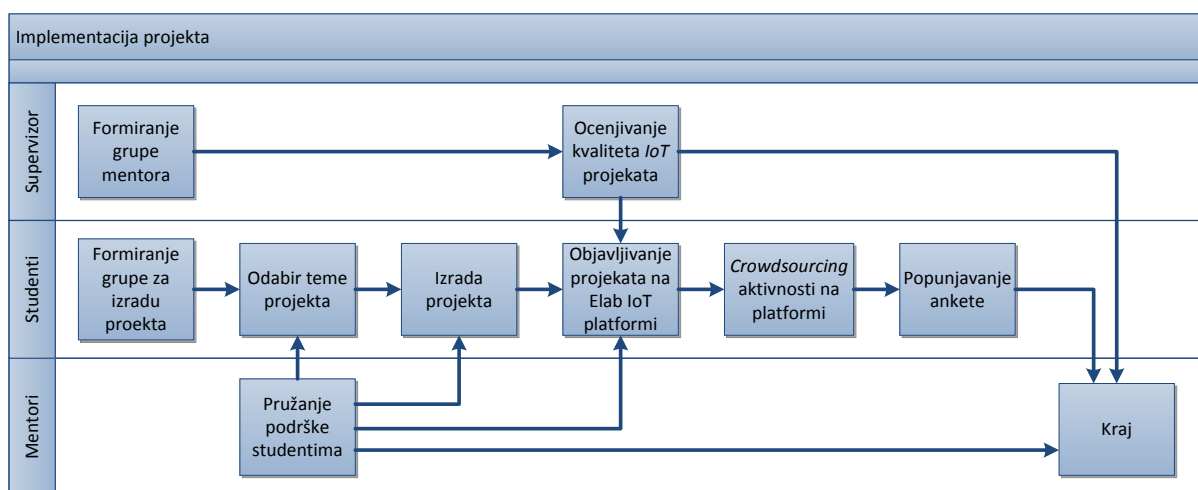 Implementacija projekta
Supervizor
Formiranje
grupe
mentora
Ocenjivanje
kvaliteta IoT
projekata
Studenti
Formiranje
grupe za
izradu
proekta
Odabir teme
projekta
Izrada
projekta
Objavljivanje
projekata na
Elab IoT
platformi
Crowdsourcing
aktivnosti na
platformi
Popunjavanje
ankete
Mentori
Pružanje
podrške
studentima
Kraj